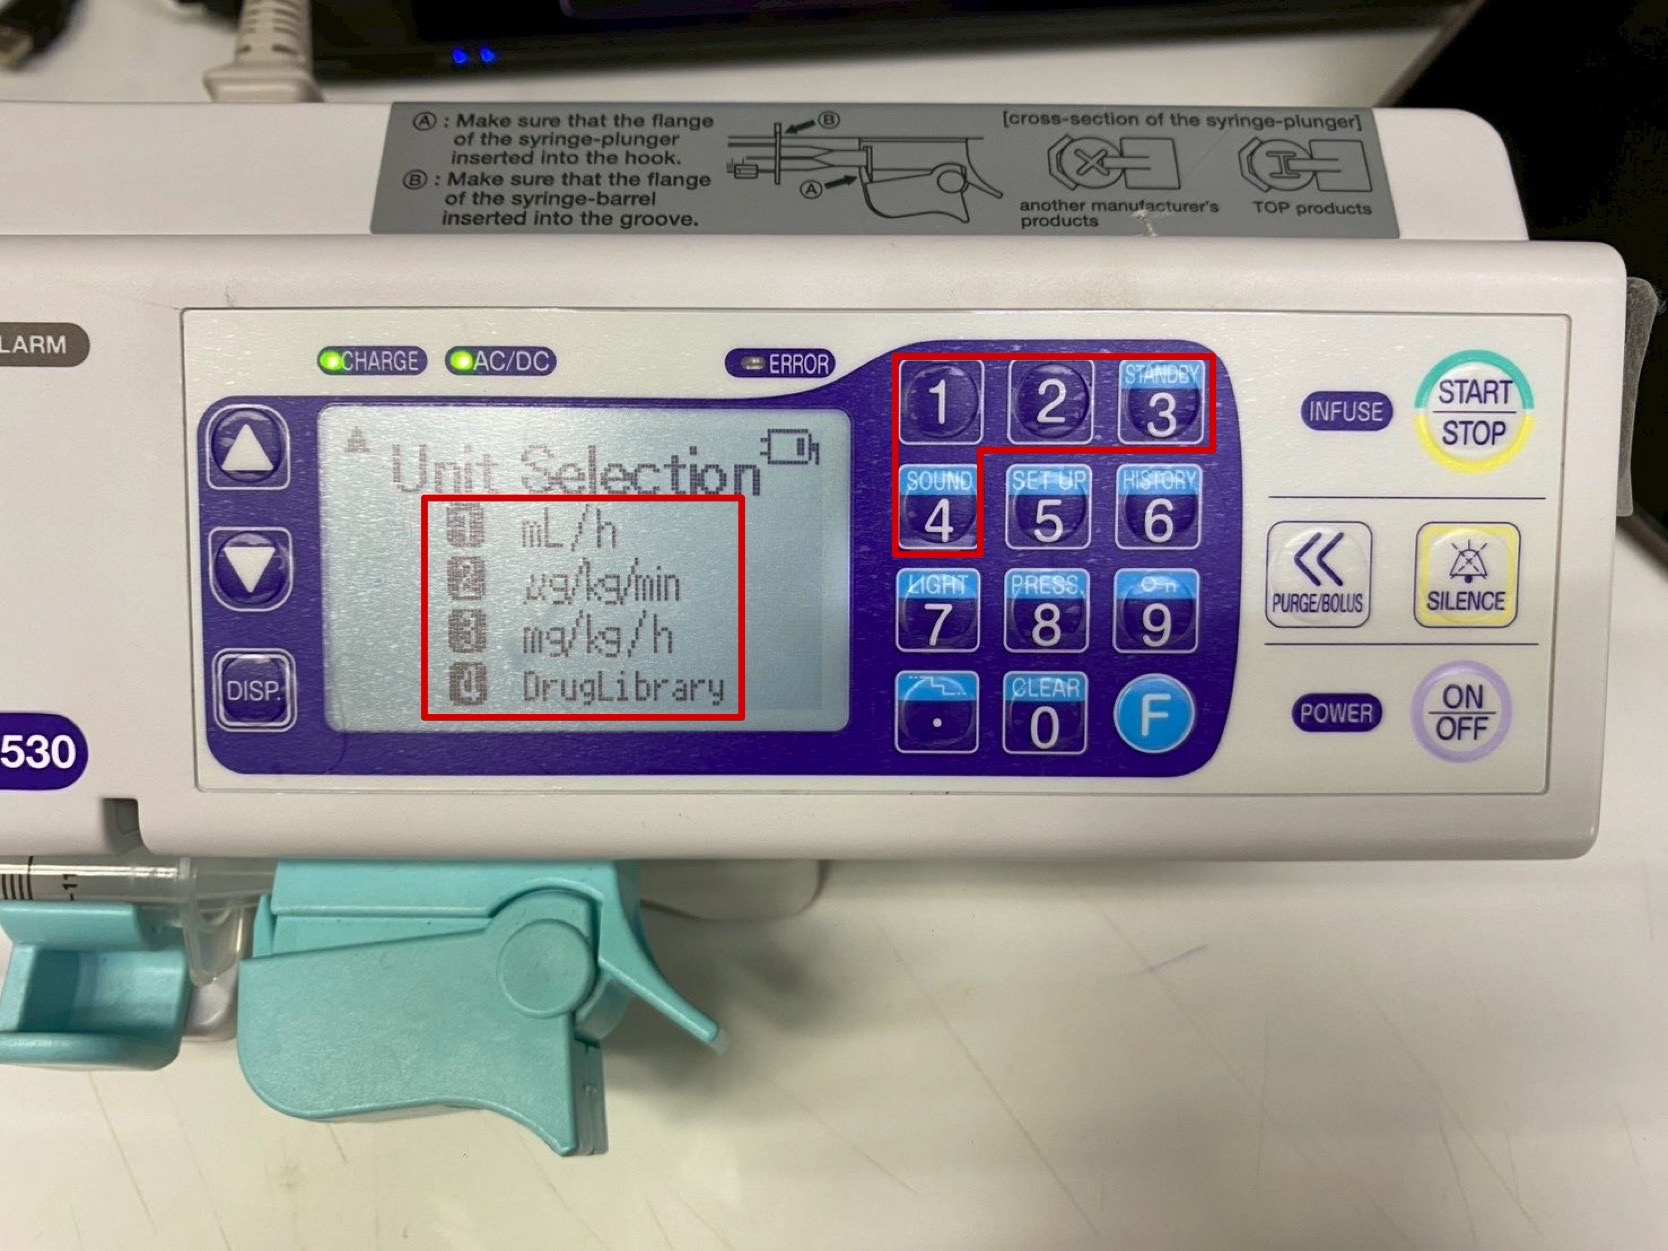 Ⓐ : Make sure that the flange
of the syringe-plunger
inserted into the hook.
Ⓑ : Make sure that the flange
of the syringe-barrel
inserted into the groove.
Ⓑ
Ⓐ
[cross-section of the syringe-plunger]
another manufacturer's
products
TOP products
LARM
CHARGE
AC/DC
ERROR
Unit Selection
1 mL/h
2 µg/kg/min
3 mg/kg/h
4 DrugLibrary
DISP.
530
1
2
STANDBY
3
SOUND
4
SET UP
5
HISTORY
6
LIGHT
7
PRESS.
8
9
.
CLEAR
0
F
INFUSE
START
STOP
PURGE/BOLUS
SILENCE
POWER
ON
OFF